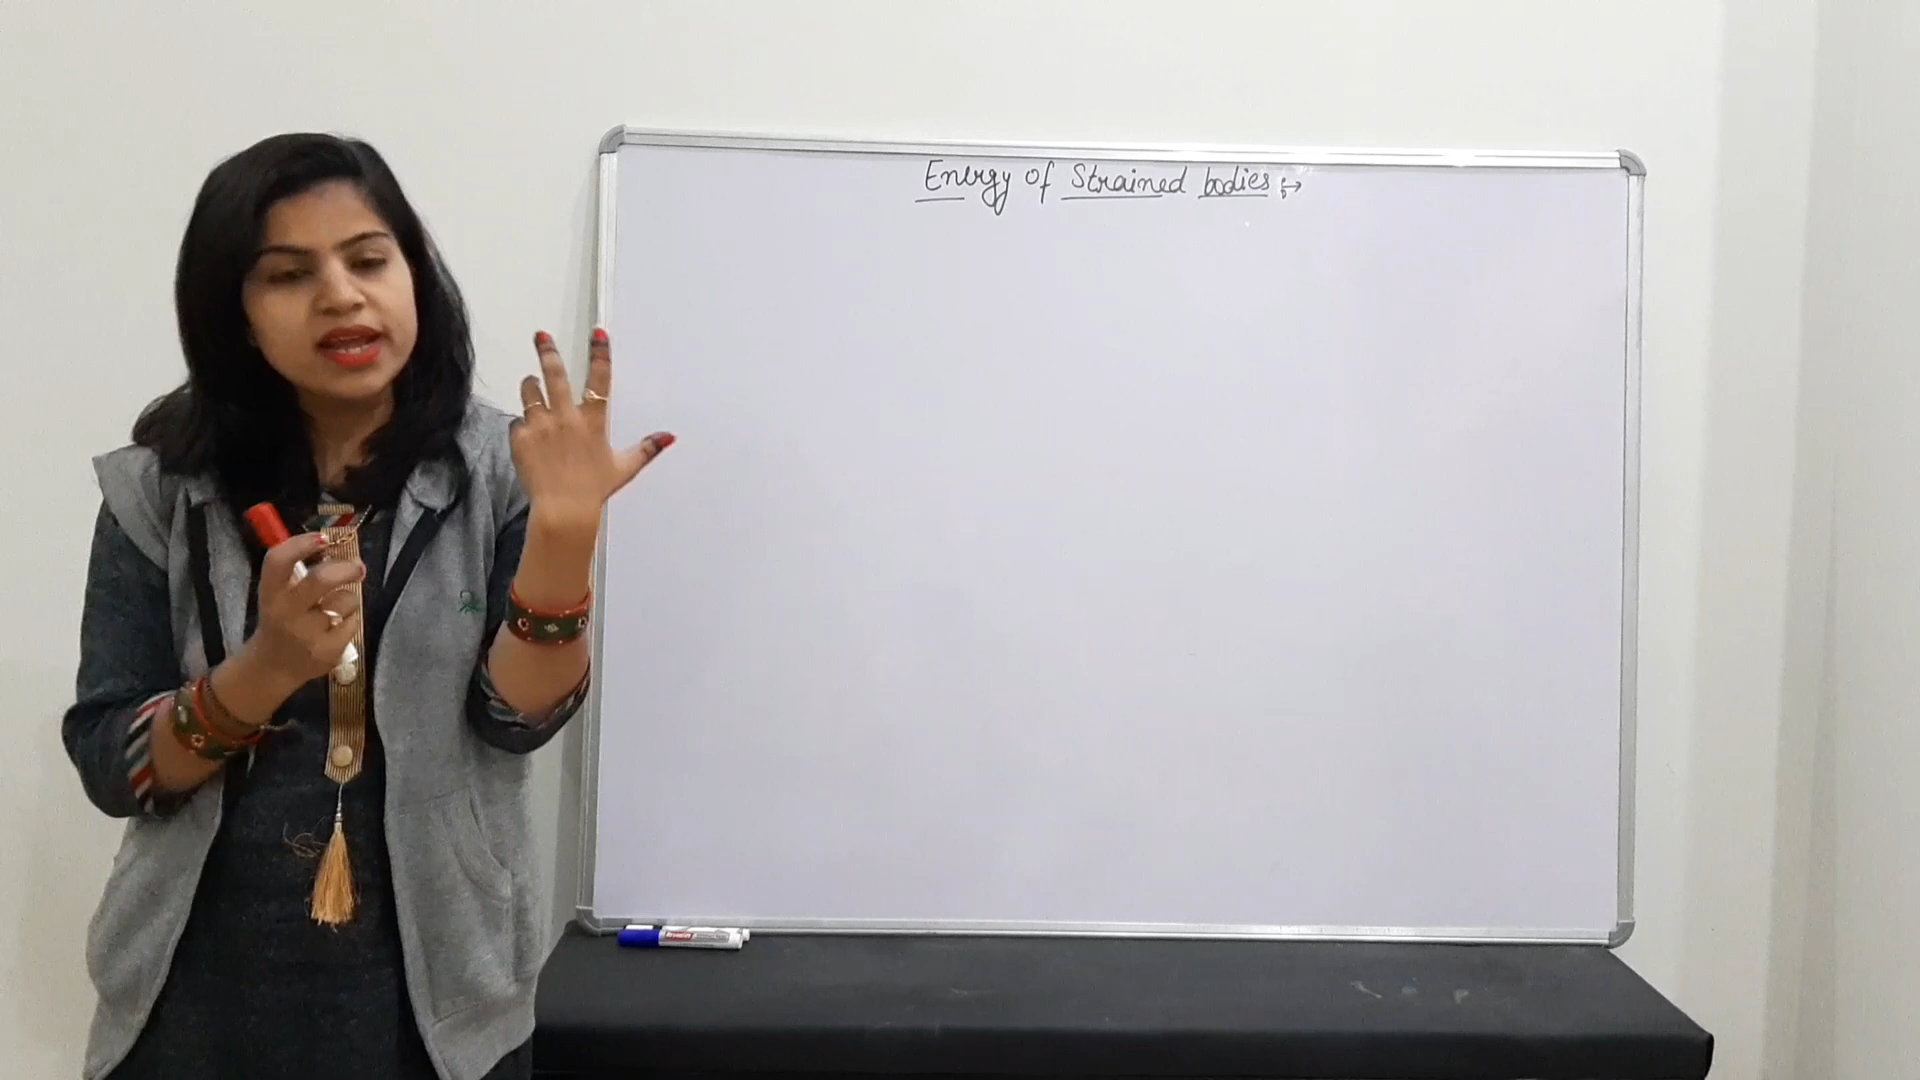 Energy of Strained bodies :→